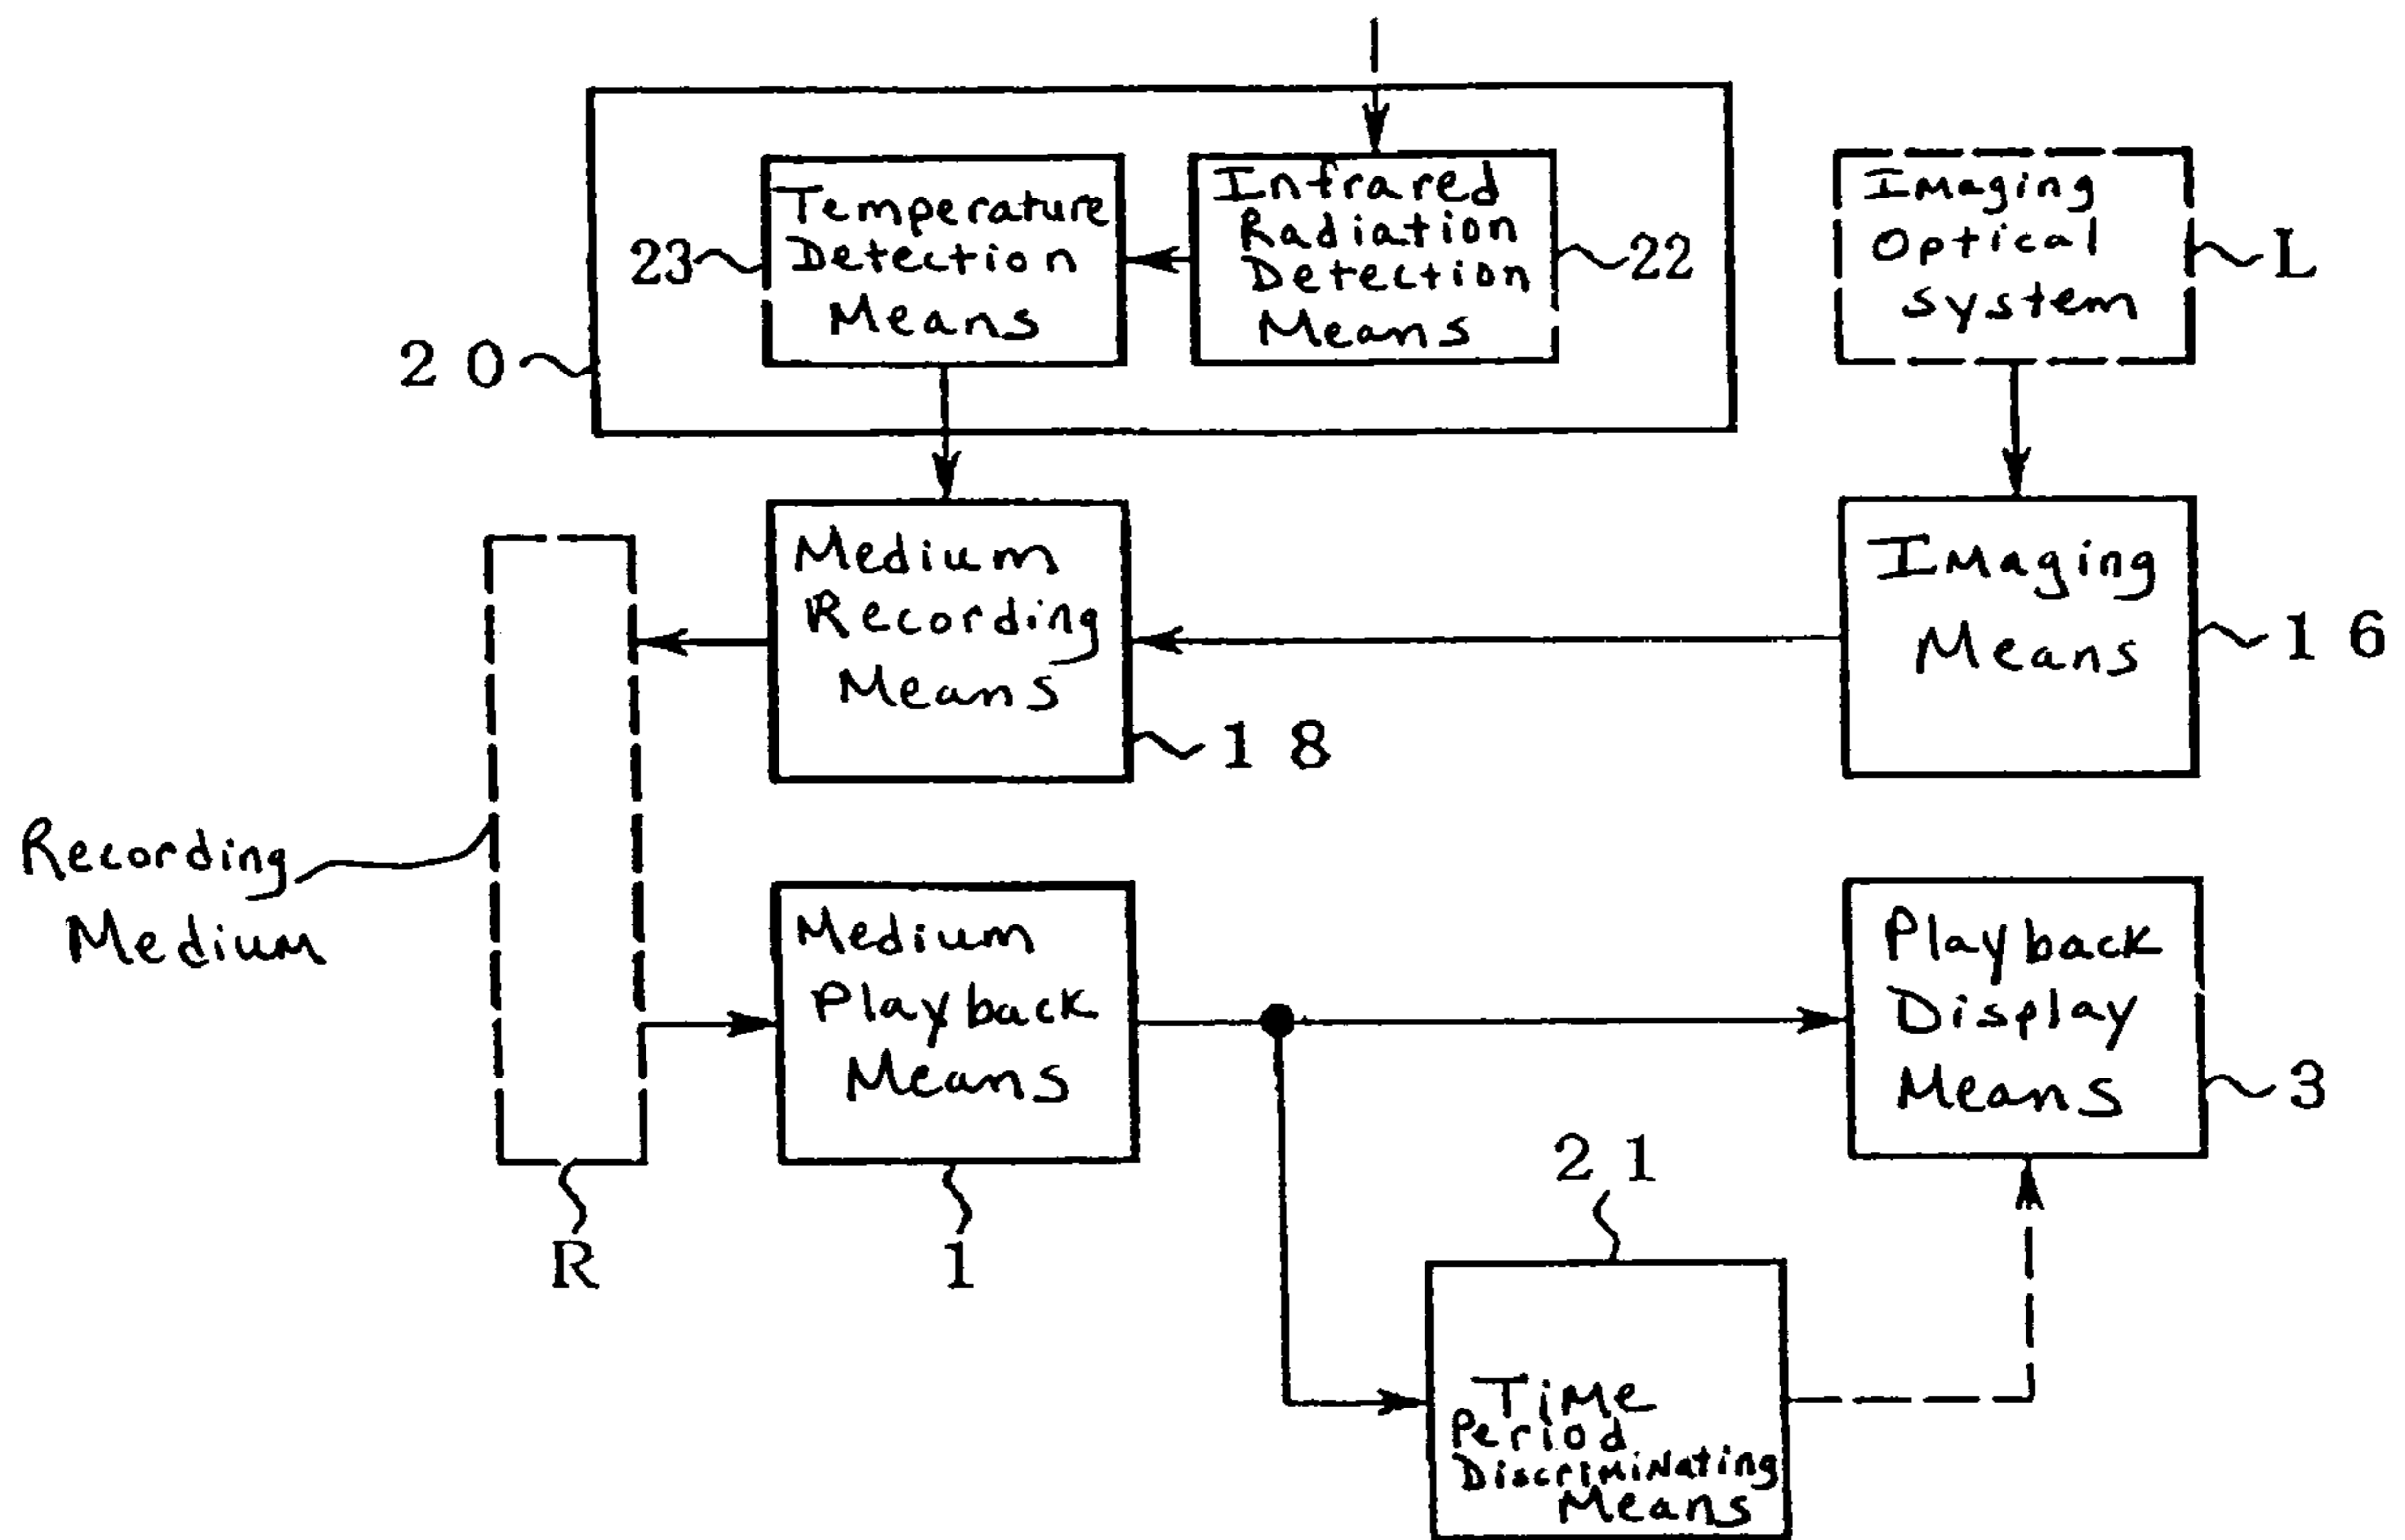 Temperature
Detection
Means
23
Infrared
Radiation
Detection
Means
22
20
Imaging
Optical
System
L
Medium
Recording
Means
18
Imaging
Means
16
Recording
Medium
R
Medium
Playback
Means
1
Playback
Display
Means
3
21
Time
Period
Discriminating
Means